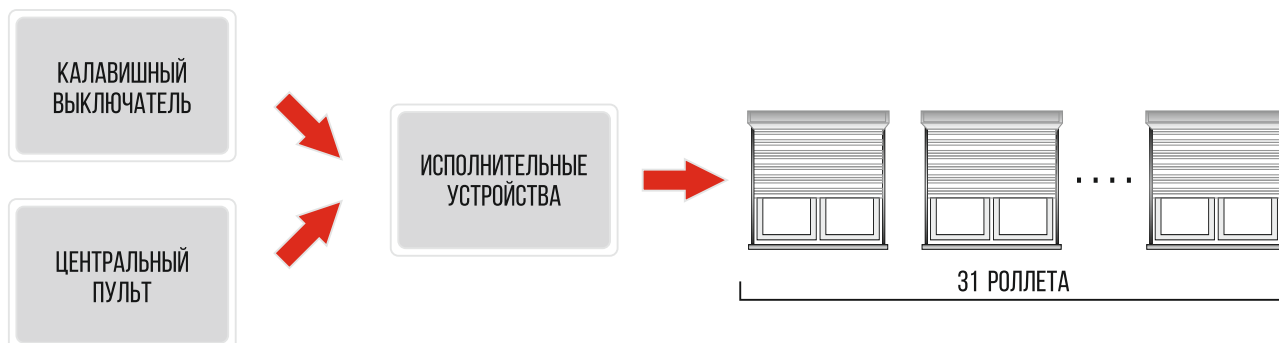 КАЛАВИШНЫЙ
ВЫКЛЮЧАТЕЛЬ
ЦЕНТРАЛЬНЫЙ
ПУЛЬТ
ИСПОЛНИТЕЛЬНЫЕ
УСТРОЙСТВА
31 РОЛЛЕТА